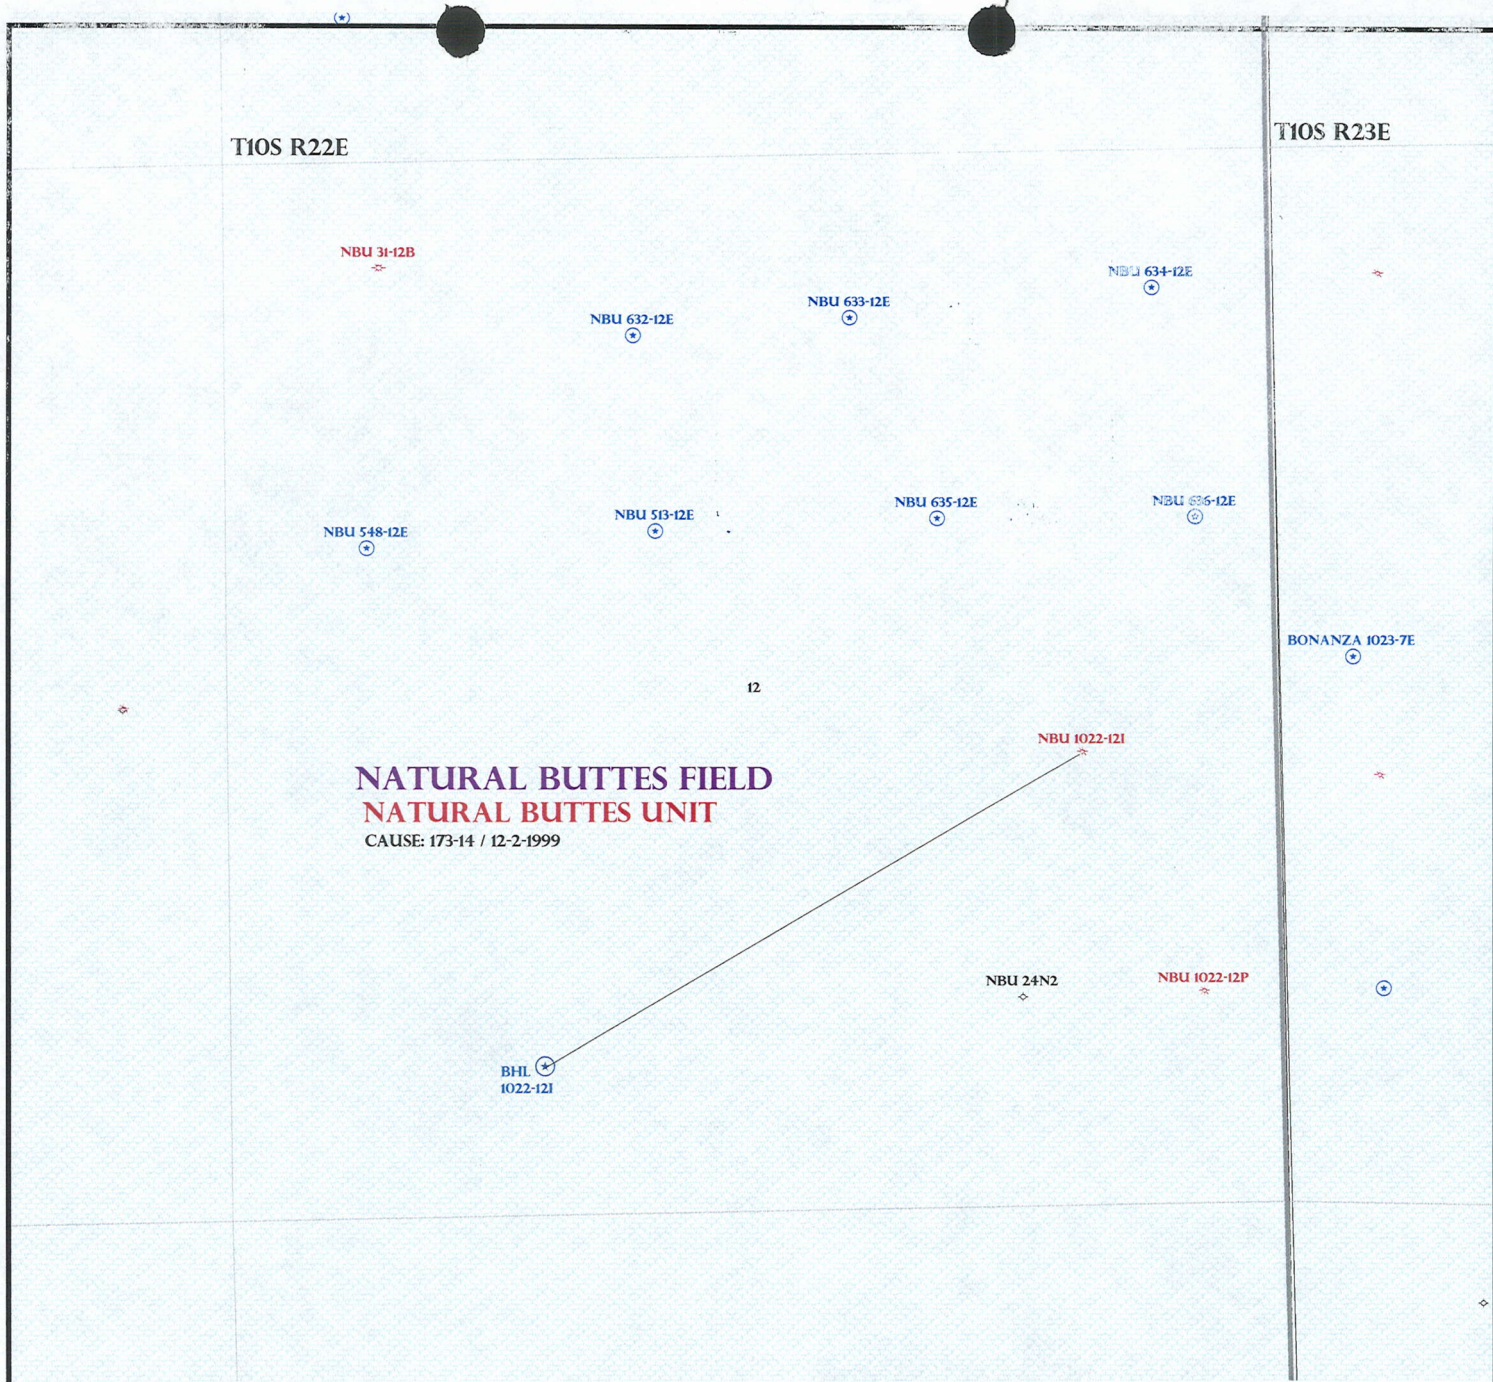 T10S R22E
T10S R23E
NBU 31-12B
NBU 632-12E
NBU 633-12E
NBU 634-12E
NBU 548-12E
NBU 513-12E
NBU 635-12E
NBU 636-12E
BONANZA 1023-7E
12
NBU 1022-12I
NATURAL BUTTES FIELD
NATURAL BUTTES UNIT
CAUSE: 173-14 / 12-2-1999
NBU 24N2
NBU 1022-12P
BHL
1022-12I